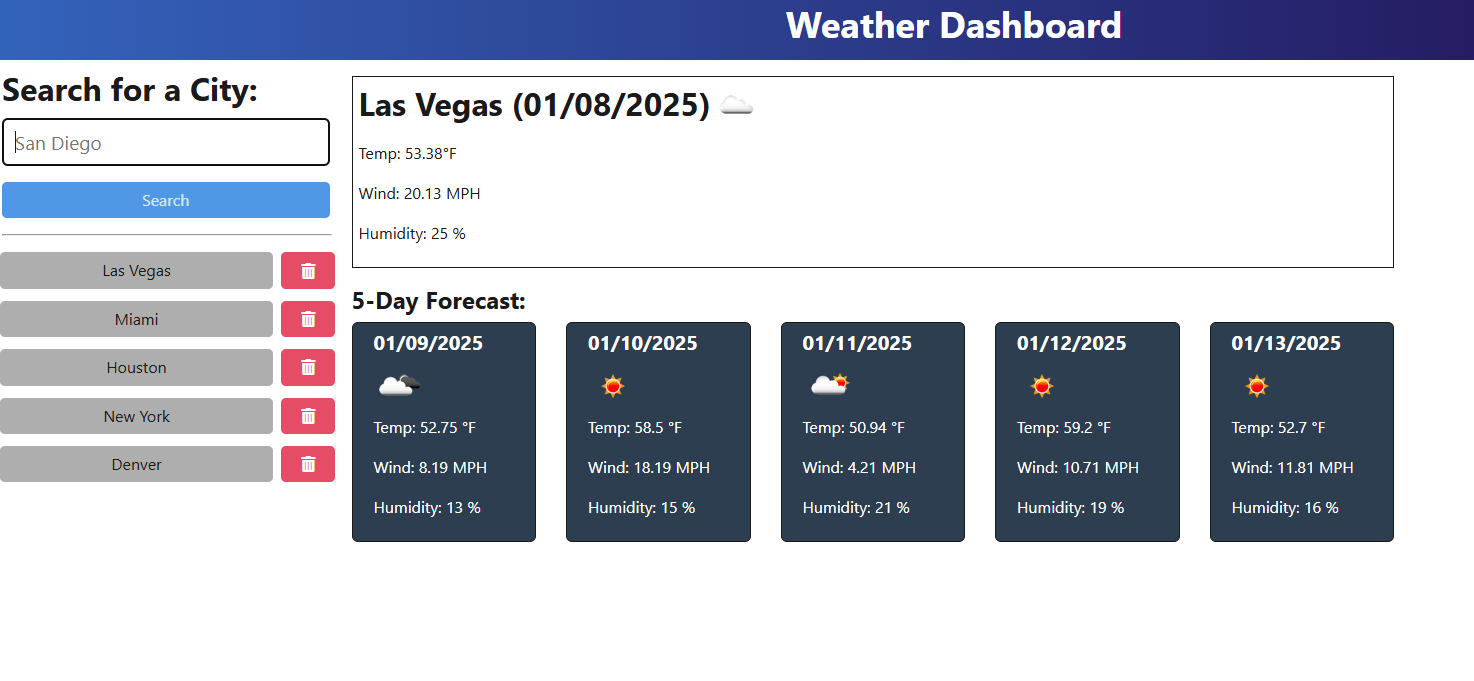 Weather Dashboard
Search for a City:
San Diego
Search
Las Vegas
Miami
Houston
New York
Denver
Las Vegas (01/08/2025)
Temp: 53.38°F
Wind: 20.13 MPH
Humidity: 25 %
5-Day Forecast:
01/09/2025
Temp: 52.75 °F
Wind: 8.19 MPH
Humidity: 13 %
01/10/2025
Temp: 58.5 °F
Wind: 18.19 MPH
Humidity: 15 %
01/11/2025
Temp: 50.94 °F
Wind: 4.21 MPH
Humidity: 21 %
01/12/2025
Temp: 59.2 °F
Wind: 10.71 MPH
Humidity: 19 %
01/13/2025
Temp: 52.7 °F
Wind: 11.81 MPH
Humidity: 16 %